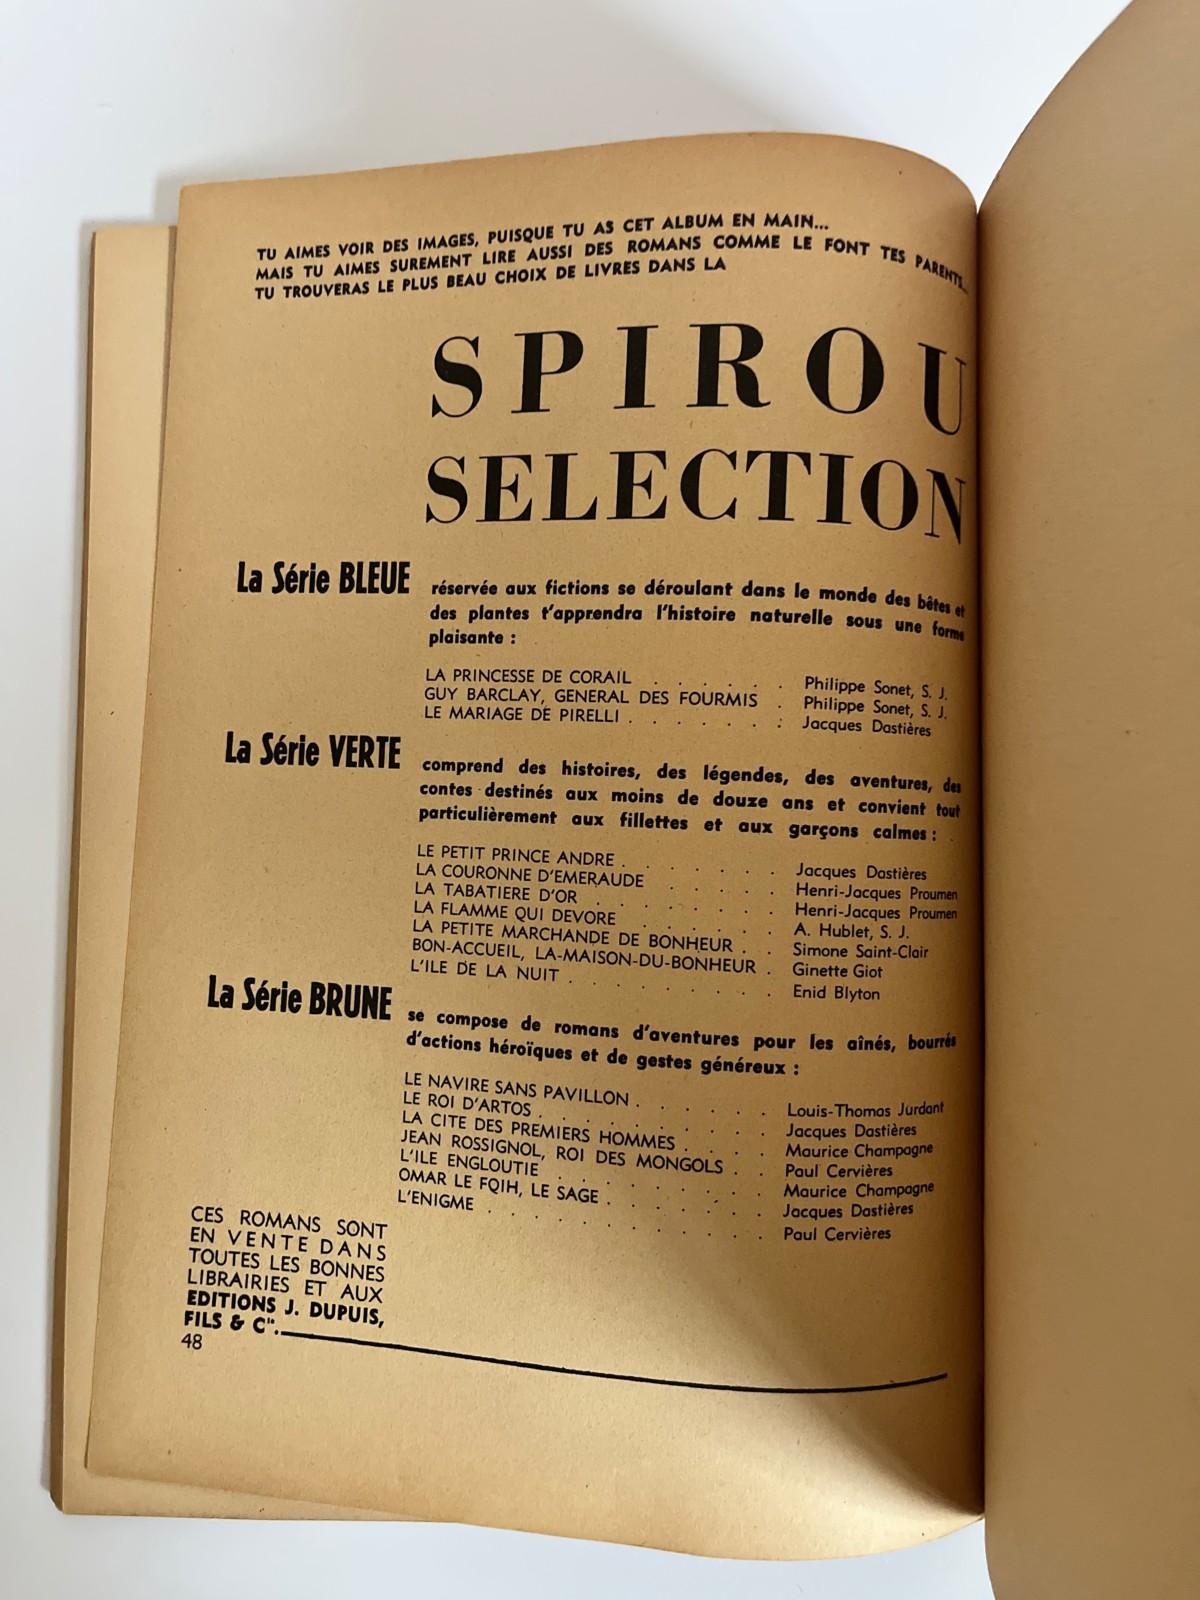 TU AIMES VOIR DES IMAGES, PUISQUE TU AS CET ALBUM EN MAIN...
MAIS TU AIMES SUREMENT LIRE AUSSI DES ROMANS COMME LE FONT TES PARENTS...
TU TROUVERAS LE PLUS BEAU CHOIX DE LIVRES DANS LA
SPIROU
SELECTION
La Série BLEUE
réservée aux fictions se déroulant dans le monde des bêtes et
des plantes t'apprendra l'histoire naturelle sous une forme
plaisante :
LA PRINCESSE DE CORAIL . . . . . . Philippe Sonet, S. J.
GUY BARCLAY, GENERAL DES FOURMIS . Philippe Sonet, S. J.
LE MARIAGE DE PIRELLI . . . . . . : Jacques Dastières
La Série VERTE
comprend des histoires, des légendes, des aventures, des
contes destinés aux moins de douze ans et convient tout
particulièrement aux fillettes et aux garçons calmes :
LE PETIT PRINCE ANDRE . . . . . . . Jacques Dastières
LA COURONNE D'EMERAUDE . . . . . Henri-Jacques Proumen
LA TABATIERE D'OR . . . . . . . . Henri-Jacques Proumen
LA FLAMME QUI DEVORE . . . . . . A. Hublet, S. J.
LA PETITE MARCHANDE DE BONHEUR . . Simone Saint-Clair
BON-ACCUEIL, LA-MAISON-DU-BONHEUR . Ginette Giot
L'ILE DE LA NUIT . . . . . . . . Enid Blyton
La Série BRUNE
se compose de romans d'aventures pour les aînés, bourrés
d'actions héroïques et de gestes généreux :
LE NAVIRE SANS PAVILLON . . . . . . Louis-Thomas Jurdant
LE ROI D'ARTOS . . . . . . . . . Jacques Dastières
LA CITE DES PREMIERS HOMMES . . . . Maurice Champagne
JEAN ROSSIGNOL, ROI DES MONGOLS . . Paul Cervières
L'ILE ENGLOUTIE . . . . . . . . . Maurice Champagne
OMAR LE FQIH, LE SAGE . . . . . . . Jacques Dastières
L'ENIGME . . . . . . . . . . . Paul Cervières
CES ROMANS SONT
EN VENTE DANS
TOUTES LES BONNES
LIBRAIRIES ET AUX
EDITIONS J. DUPUIS,
FILS & Cie.
48